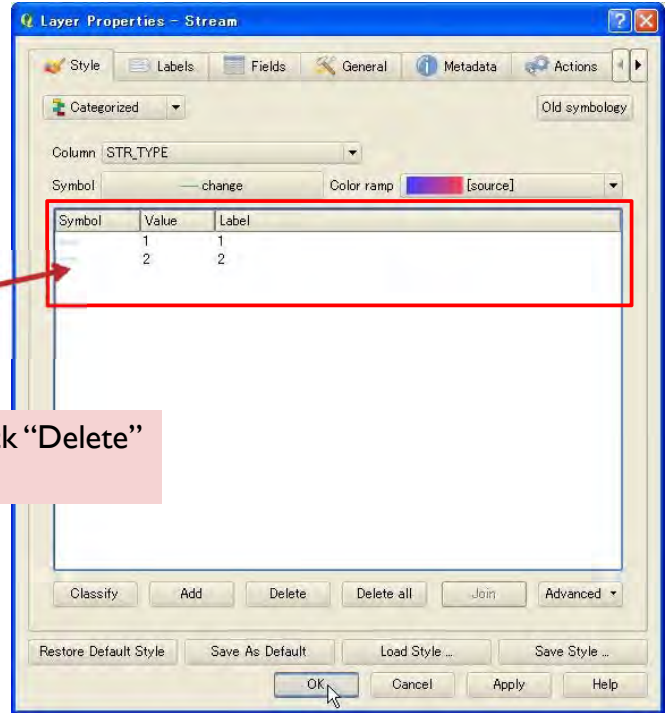 Layer Properties - Stream
Style Labels Fields General Metadata Actions
Categorized Old symbology
Column STR_TYPE
Symbol change Color ramp [source]
Symbol Value Label
1 1
2 2
k “Delete”
Classify Add Delete Delete all Join Advanced
Restore Default Style Save As Default Load Style ... Save Style ...
OK Cancel Apply Help